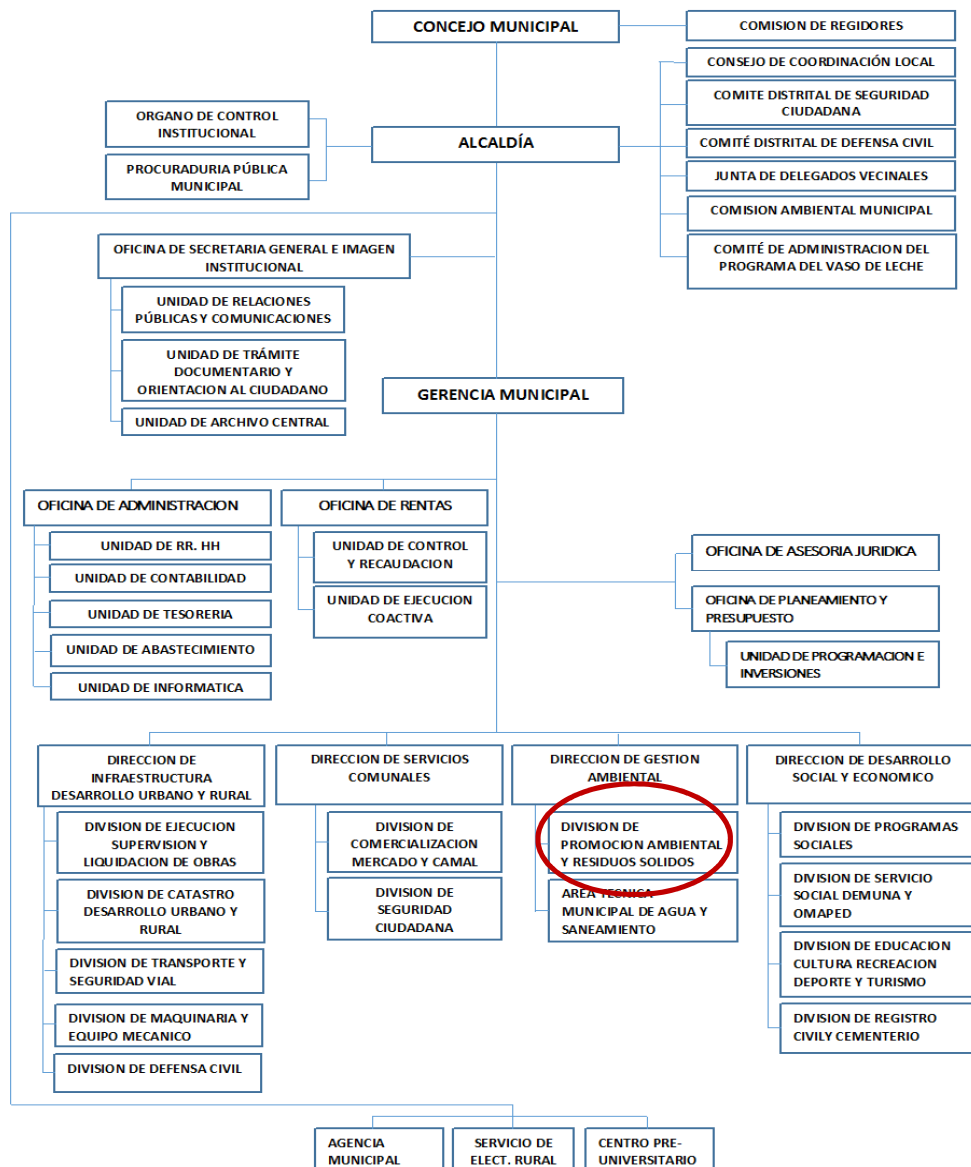 CONCEJO MUNICIPAL
COMISION DE REGIDORES
CONSEJO DE COORDINACIÓN LOCAL
COMITE DISTRITAL DE SEGURIDAD
CIUDADANA
ORGANO DE CONTROL
INSTITUCIONAL
ALCALDÍA
COMITÉ DISTRITAL DE DEFENSA CIVIL
PROCURADURIA PÚBLICA
MUNICIPAL
JUNTA DE DELEGADOS VECINALES
COMISION AMBIENTAL MUNICIPAL
COMITÉ DE ADMINISTRACION DEL
PROGRAMA DEL VASO DE LECHE
OFICINA DE SECRETARIA GENERAL E IMAGEN
INSTITUCIONAL
UNIDAD DE RELACIONES
PÚBLICAS Y COMUNICACIONES
UNIDAD DE TRÁMITE
DOCUMENTARIO Y
ORIENTACION AL CIUDADANO
UNIDAD DE ARCHIVO CENTRAL
GERENCIA MUNICIPAL
OFICINA DE ADMINISTRACION
UNIDAD DE RR. HH
UNIDAD DE CONTABILIDAD
UNIDAD DE TESORERIA
UNIDAD DE ABASTECIMIENTO
UNIDAD DE INFORMATICA
OFICINA DE RENTAS
UNIDAD DE CONTROL
Y RECAUDACION
UNIDAD DE EJECUCION
COACTIVA
OFICINA DE ASESORIA JURIDICA
OFICINA DE PLANEAMIENTO Y
PRESUPUESTO
UNIDAD DE PROGRAMACION E
INVERSIONES
DIRECCION DE
INFRAESTRUCTURA
DESARROLLO URBANO Y RURAL
DIVISION DE EJECUCION
SUPERVISION Y
LIQUIDACION DE OBRAS
DIVISION DE CATASTRO
DESARROLLO URBANO Y
RURAL
DIVISION DE TRANSPORTE Y
SEGURIDAD VIAL
DIVISION DE MAQUINARIA Y
EQUIPO MECANICO
DIVISION DE DEFENSA CIVIL
DIRECCION DE SERVICIOS
COMUNALES
DIVISION DE
COMERCIALIZACION
MERCADO Y CAMAL
DIVISION DE
SEGURIDAD
CIUDADANA
DIRECCION DE GESTION
AMBIENTAL
DIVISION DE
PROMOCION AMBIENTAL
Y RESIDUOS SOLIDOS
AREA TECNICA
MUNICIPAL DE AGUA Y
SANEAMIENTO
DIRECCION DE DESARROLLO
SOCIAL Y ECONOMICO
DIVISION DE PROGRAMAS
SOCIALES
DIVISION DE SERVICIO
SOCIAL DEMUNA Y
OMAPED
DIVISION DE EDUCACION
CULTURA RECREACION
DEPORTE Y TURISMO
DIVISION DE REGISTRO
CIVILY CEMENTERIO
AGENCIA
MUNICIPAL
SERVICIO DE
ELECT. RURAL
CENTRO PRE-
UNIVERSITARIO